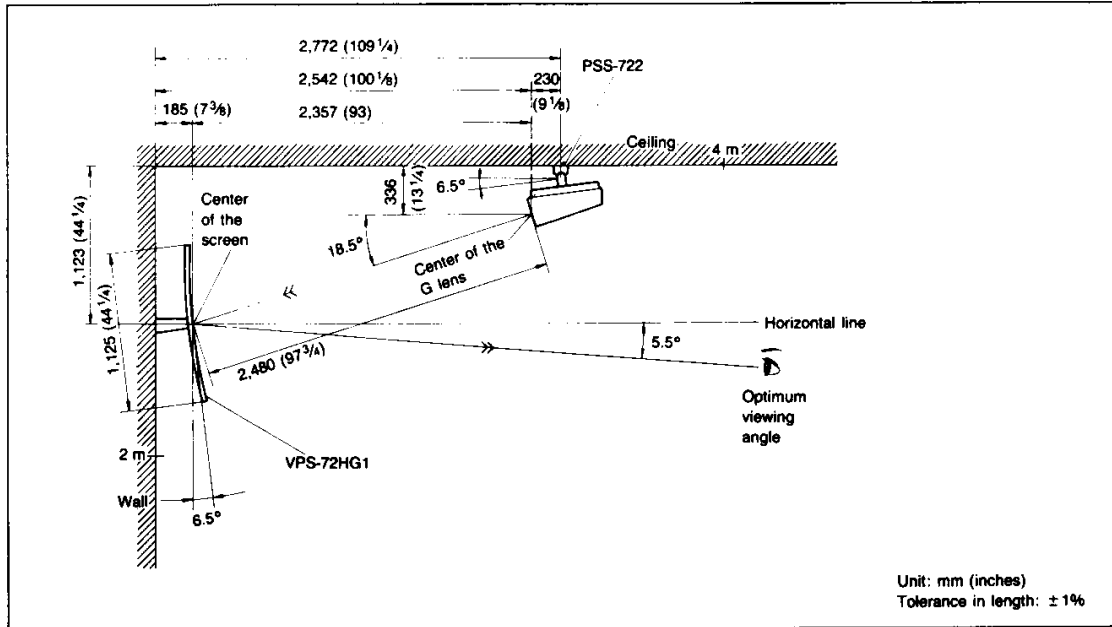 2,772 (109 1/4)
PSS-722
2,542 (100 1/8)
230
(9 1/8)
185 (7 3/8)
2,357 (93)
Ceiling
4 m
1,123 (44 1/4)
336
(13 1/4)
6.5°
Center
of the
screen
18.5°
Center of the
G lens
1,125 (44 1/4)
Horizontal line
5.5°
2,480 (97 3/4)
Optimum
viewing
angle
2 m
VPS-72HG1
Wall
6.5°
Unit: mm (inches)
Tolerance in length: ± 1%